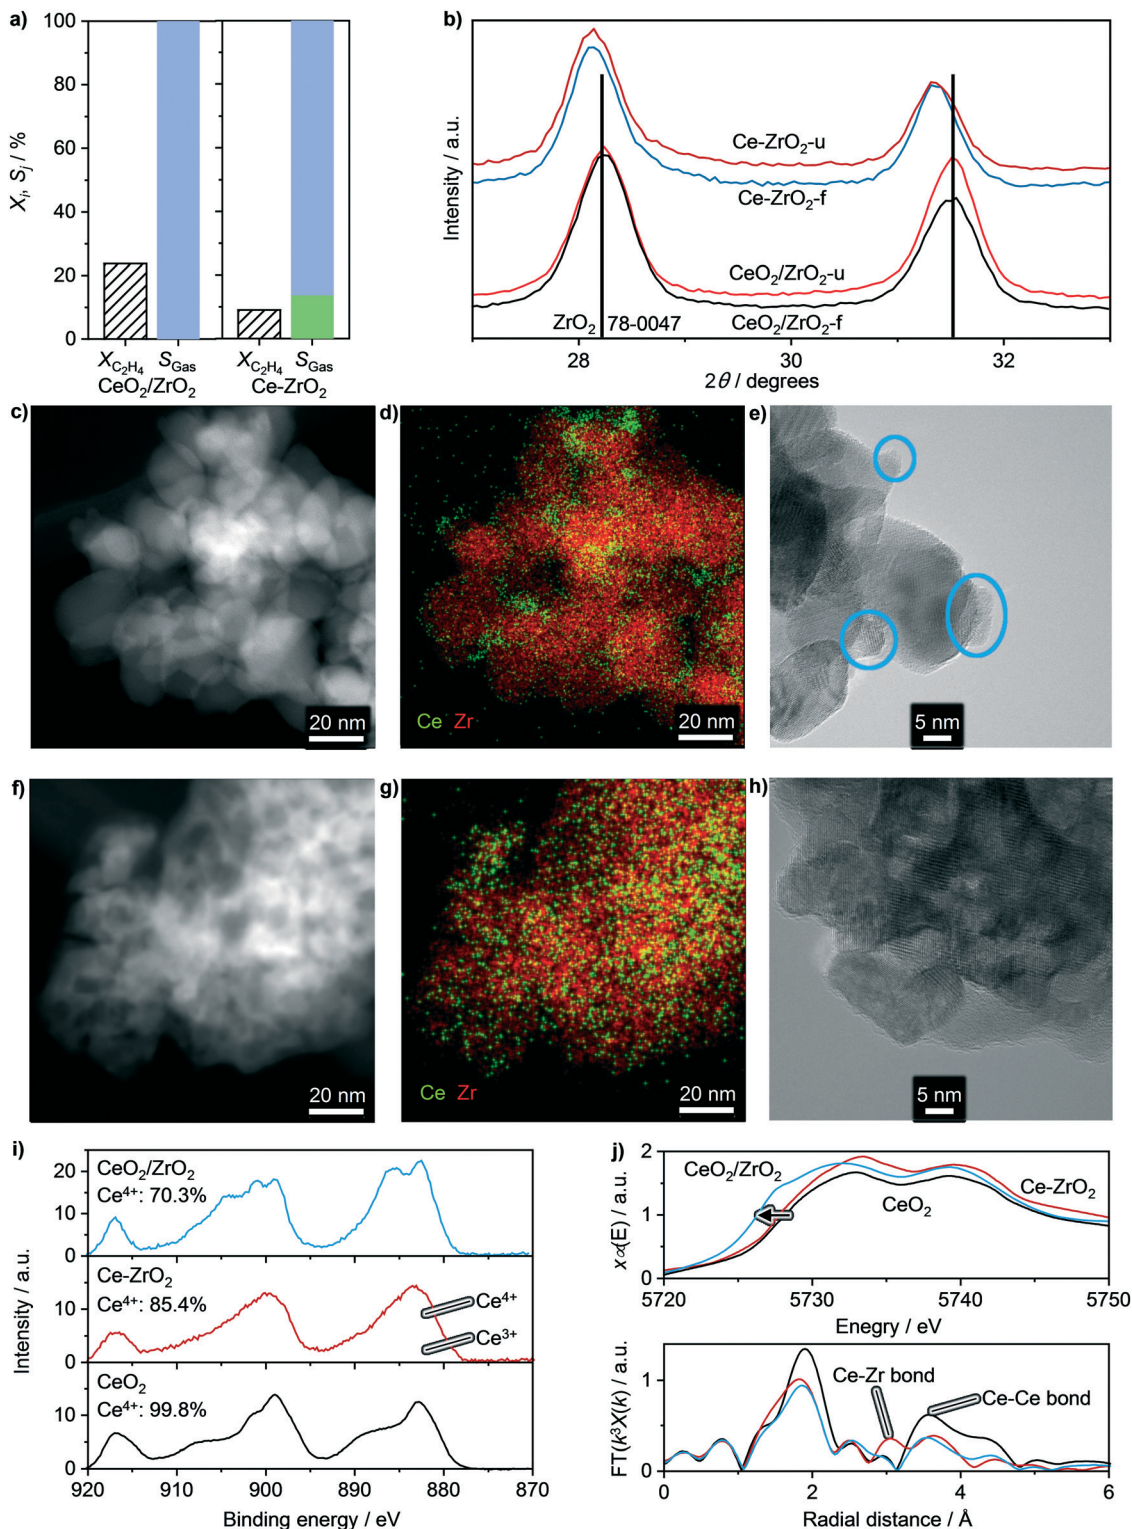 a)
100
80
60
40
20
0
X_i, S_j / %
X_C2H4 S_Gas X_C2H4 S_Gas
CeO2/ZrO2 Ce-ZrO2
b)
Intensity / a.u.
Ce-ZrO2-u
Ce-ZrO2-f
CeO2/ZrO2-u
ZrO2 78-0047 CeO2/ZrO2-f
28 30 32
2θ / degrees
c)
20 nm
d)
Ce Zr
20 nm
e)
5 nm
f)
20 nm
g)
Ce Zr
20 nm
h)
5 nm
i)
Intensity / a.u.
20
10
0
CeO2/ZrO2
Ce4+: 70.3%
10
0
Ce-ZrO2
Ce4+: 85.4%
Ce4+
Ce3+
10
0
CeO2
Ce4+: 99.8%
920 910 900 890 880 870
Binding energy / eV
j)
x∝(E) / a.u.
2
1
0
CeO2/ZrO2
Ce-ZrO2
CeO2
5720 5730 5740 5750
Enegry / eV
FT(k3X(k) / a.u.
1
0
Ce-Zr bond
Ce-Ce bond
0 2 4 6
Radial distance / Å